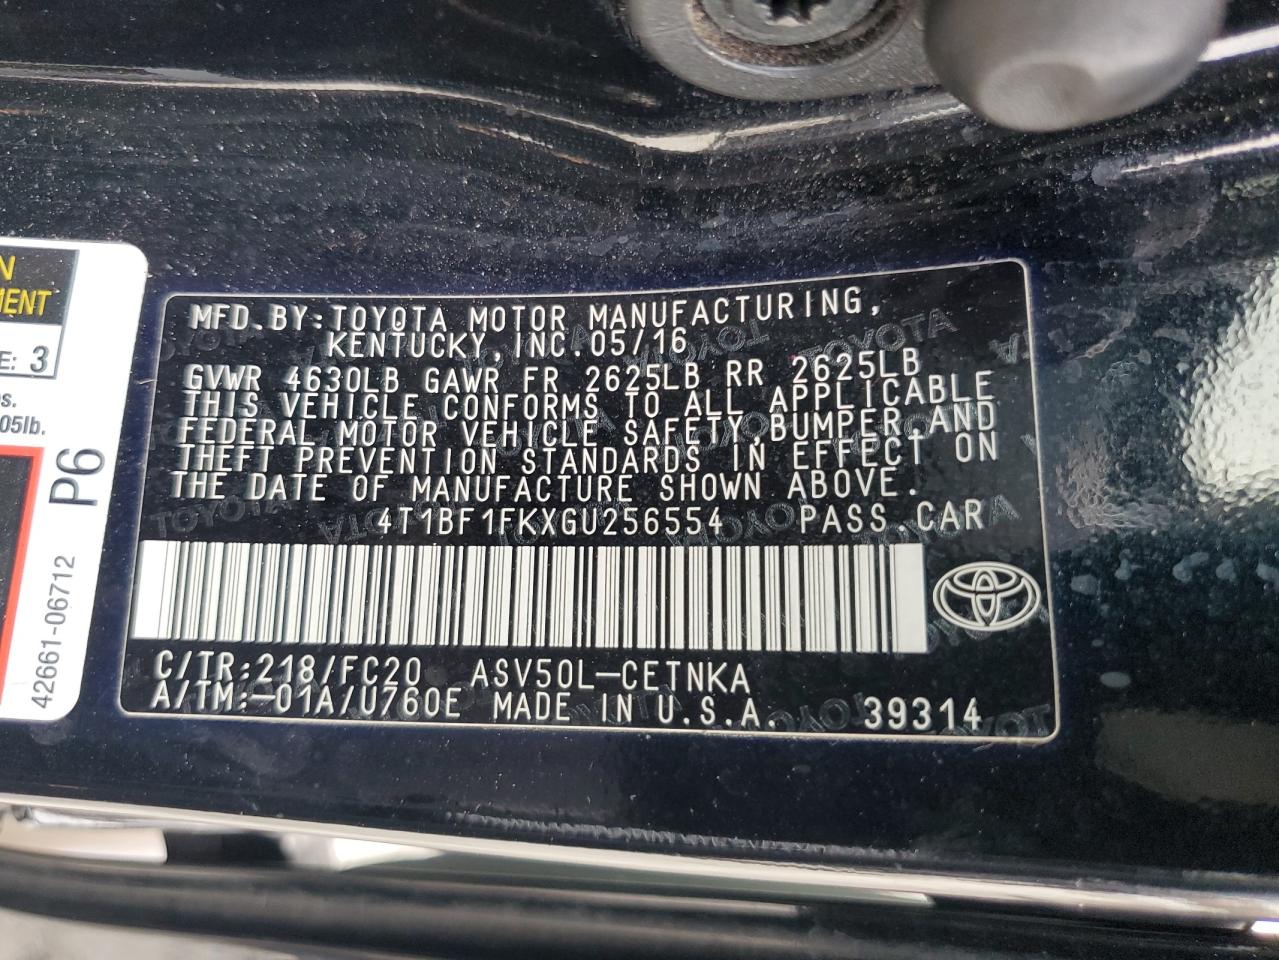 N
MENT
E: 3
s.
05lb.
P6
42661-06712
MFD. BY: TOYOTA MOTOR MANUFACTURING,
KENTUCKY, INC. 05/16
GVWR 4630LB GAWR FR 2625LB RR 2625LB
THIS VEHICLE CONFORMS TO ALL APPLICABLE
FEDERAL MOTOR VEHICLE SAFETY, BUMPER, AND
THEFT PREVENTION STANDARDS IN EFFECT ON
THE DATE OF MANUFACTURE SHOWN ABOVE.
4T1BF1FKXGU256554 PASS. CAR
C/TR: 218/FC20 ASV50L-CETNKA
A/TM: -01A/U760E MADE IN U.S.A. 39314